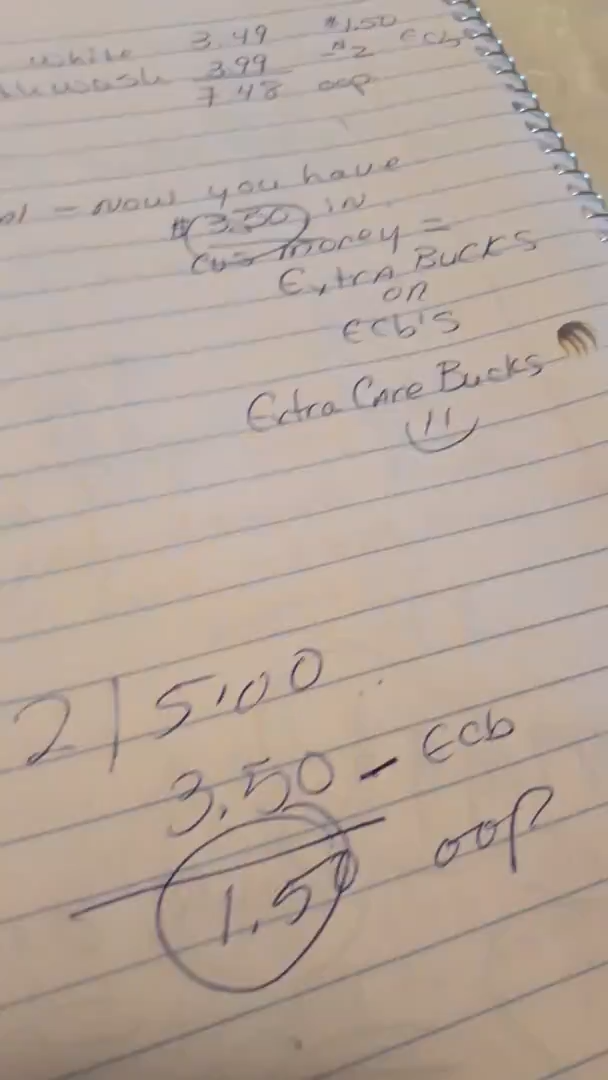 White 3.49 $1.50
wash 3.99 $2 ECb
7.48 oop
- now you have
$3.50 in
money =
Extra Bucks
on
ECb's
Extra Care Bucks
2 | 5.00
3.50 - ECb
1.50 oop